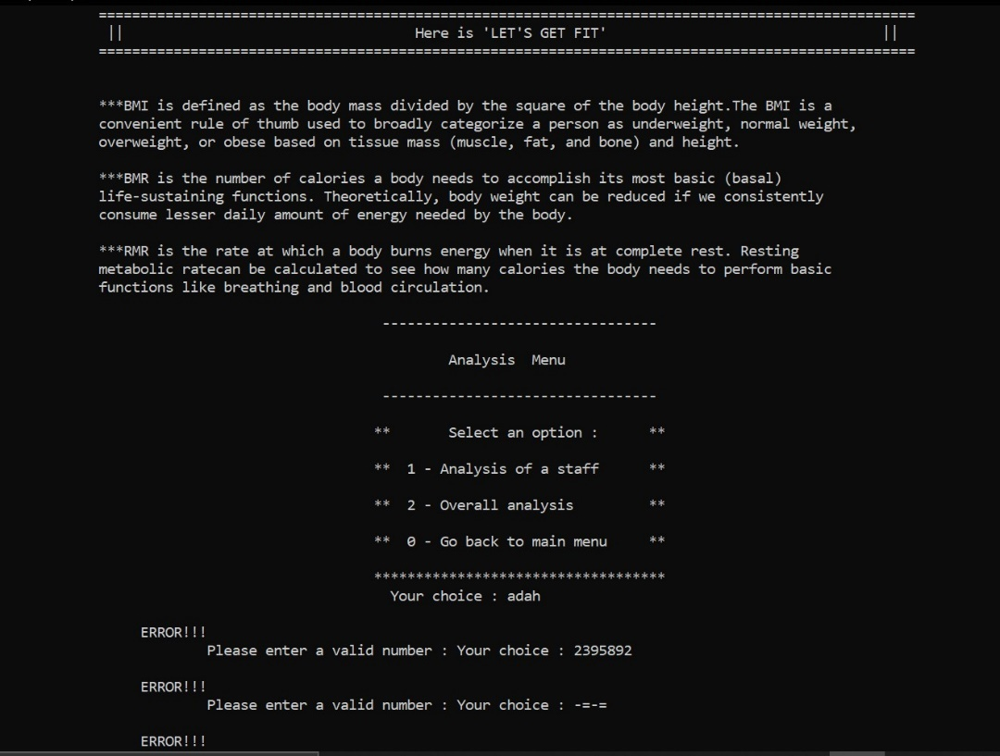 ====================================================================================================
|| Here is 'LET'S GET FIT' ||
====================================================================================================
***BMI is defined as the body mass divided by the square of the body height.The BMI is a
convenient rule of thumb used to broadly categorize a person as underweight, normal weight,
overweight, or obese based on tissue mass (muscle, fat, and bone) and height.
***BMR is the number of calories a body needs to accomplish its most basic (basal)
life-sustaining functions. Theoretically, body weight can be reduced if we consistently
consume lesser daily amount of energy needed by the body.
***RMR is the rate at which a body burns energy when it is at complete rest. Resting
metabolic ratecan be calculated to see how many calories the body needs to perform basic
functions like breathing and blood circulation.
---------------------------------
Analysis  Menu
---------------------------------
** Select an option : **
** 1 - Analysis of a staff **
** 2 - Overall analysis **
** 0 - Go back to main menu **
***********************************
Your choice : adah
ERROR!!!
Please enter a valid number : Your choice : 2395892
ERROR!!!
Please enter a valid number : Your choice : -=-=
ERROR!!!